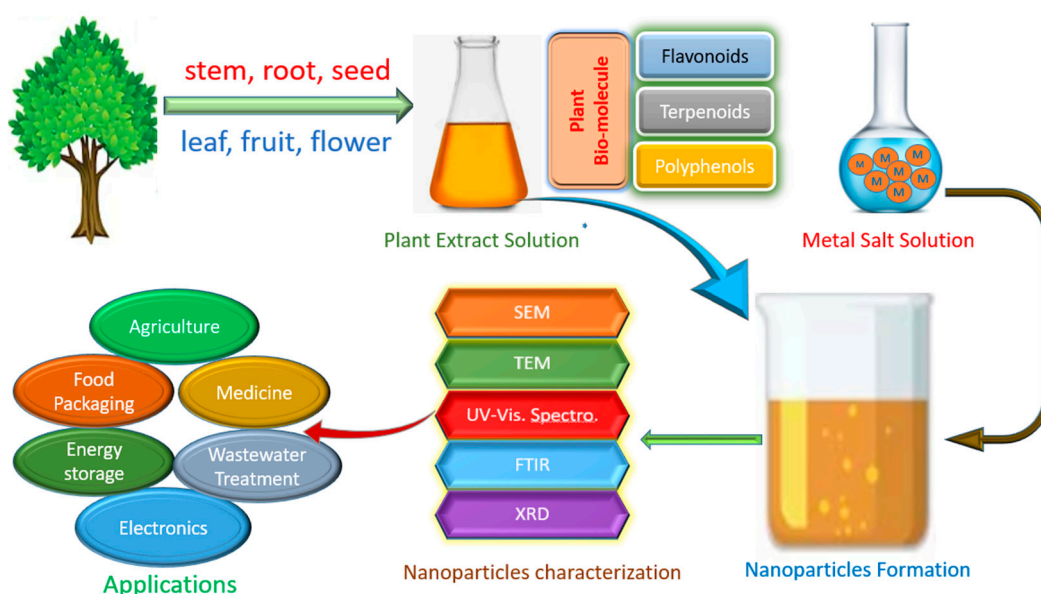 stem, root, seed
leaf, fruit, flower
Plant Extract Solution*
Plant
Bio-molecule
Flavonoids
Terpenoids
Polyphenols
M
M
M
M
M
M
M
Metal Salt Solution
Agriculture
Food
Packaging
Medicine
Energy
storage
Wastewater
Treatment
Electronics
Applications
SEM
TEM
UV-Vis. Spectro.
FTIR
XRD
Nanoparticles characterization
Nanoparticles Formation